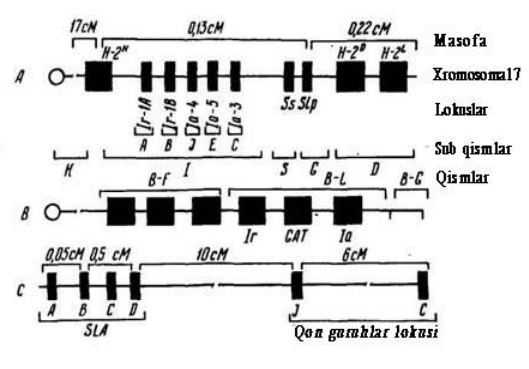 17cM 0,13cM 0,22cM Masofa
H-2ᴷ H-2ᴰ H-2ᴸ
A Xromosoma17
Ss Slp
Ir-1A Ir-1B Ia-4 Ia-5 Ia-3 Lokuslar
A B J E C Sub qismlar
K I S G D Qismlar
B-F B-L B-G
B
Ir CAT Ia
0,05cM 0,5 cM 10cM 6cM
C
A B C D J C
SLA Qon guruhlar lokusi